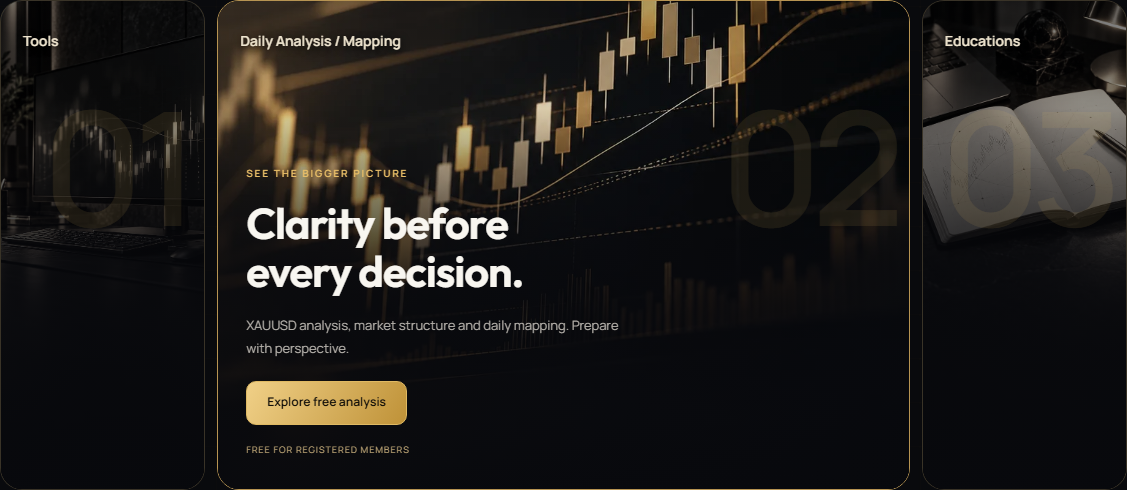 Tools
01
Daily Analysis / Mapping
02
SEE THE BIGGER PICTURE
Clarity before
every decision.
XAUUSD analysis, market structure and daily mapping. Prepare
with perspective.
Explore free analysis
FREE FOR REGISTERED MEMBERS
Educations
03